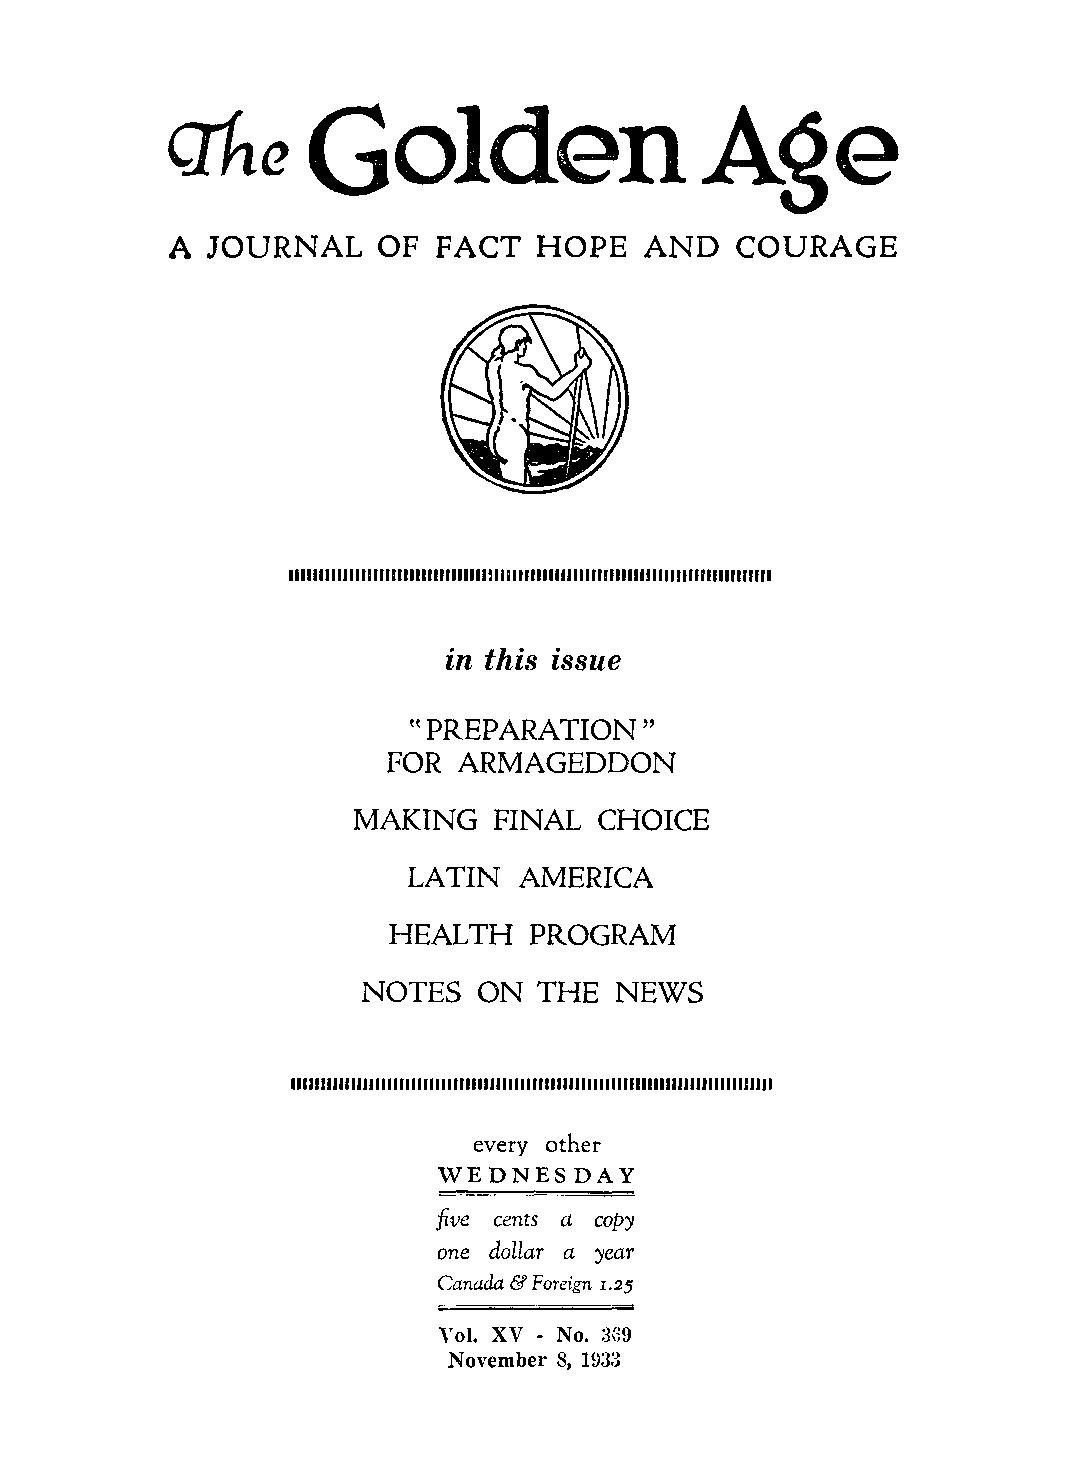 The Golden Age
A JOURNAL OF FACT HOPE AND COURAGE
in this issue
"PREPARATION"
FOR ARMAGEDDON
MAKING FINAL CHOICE
LATIN AMERICA
HEALTH PROGRAM
NOTES ON THE NEWS
every other
WEDNESDAY
five cents a copy
one dollar a year
Canada & Foreign 1.25
Vol. XV - No. 369
November 8, 1933